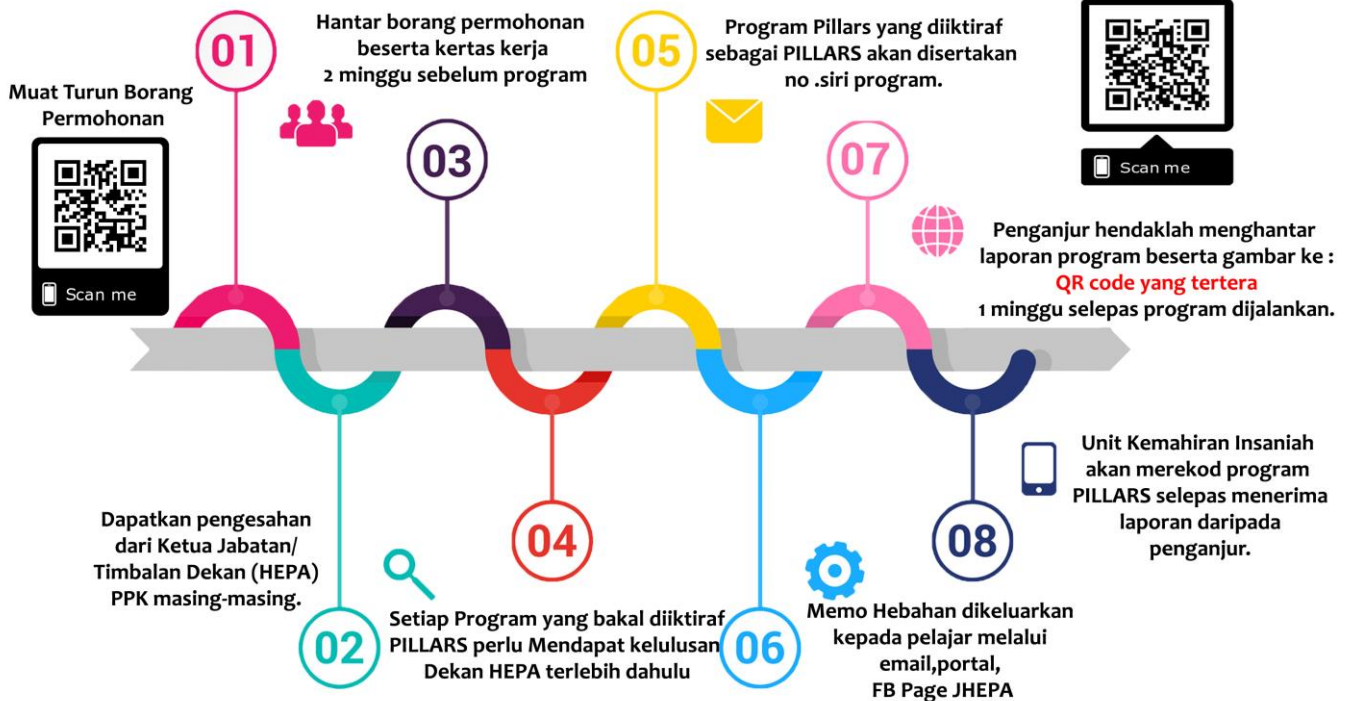 01
Muat Turun Borang
Permohonan
Scan me
02
Dapatkan pengesahan
dari Ketua Jabatan/
Timbalan Dekan (HEPA)
PPK masing-masing.
03
Hantar borang permohonan
beserta kertas kerja
2 minggu sebelum program
04
Setiap Program yang bakal diiktiraf
PILLARS perlu Mendapat kelulusan
Dekan HEPA terlebih dahulu
05
Program Pillars yang diiktiraf
sebagai PILLARS akan disertakan
no .siri program.
06
Memo Hebahan dikeluarkan
kepada pelajar melalui
email,portal,
FB Page JHEPA
07
Scan me
Penganjur hendaklah menghantar
laporan program beserta gambar ke :
QR code yang tertera
1 minggu selepas program dijalankan.
08
Unit Kemahiran Insaniah
akan merekod program
PILLARS selepas menerima
laporan daripada
penganjur.